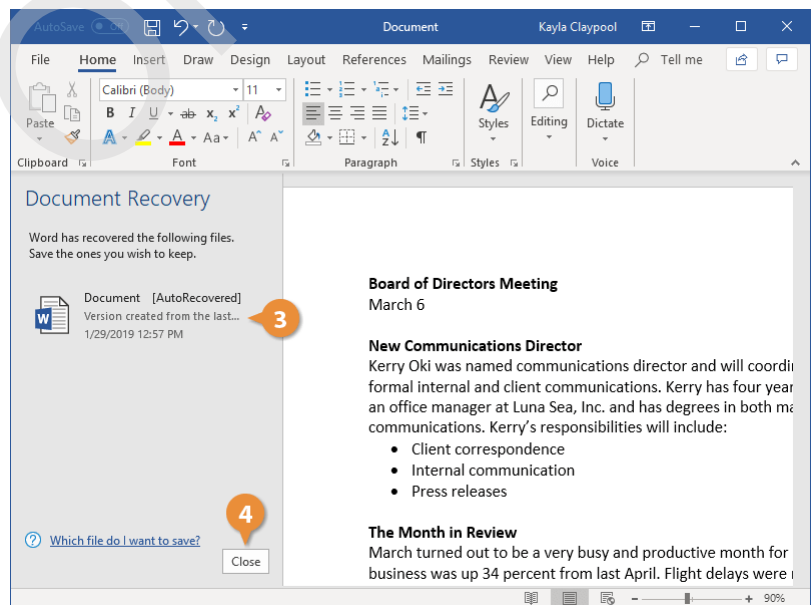 AutoSave Off Document Kayla Claypool
File Home Insert Draw Design Layout References Mailings Review View Help Tell me
Calibri (Body) 11
Paste B I U ab x₂ x² A Styles Editing Dictate
A A Aa A A
Clipboard Font Paragraph Styles Voice
Document Recovery
Word has recovered the following files.
Save the ones you wish to keep.
Document [AutoRecovered]
Version created from the last...
1/29/2019 12:57 PM
3
Board of Directors Meeting
March 6
New Communications Director
Kerry Oki was named communications director and will coordi
formal internal and client communications. Kerry has four year
an office manager at Luna Sea, Inc. and has degrees in both ma
communications. Kerry’s responsibilities will include:
• Client correspondence
• Internal communication
• Press releases
The Month in Review
March turned out to be a very busy and productive month for
business was up 34 percent from last April. Flight delays were
4
Which file do I want to save?
Close
90%